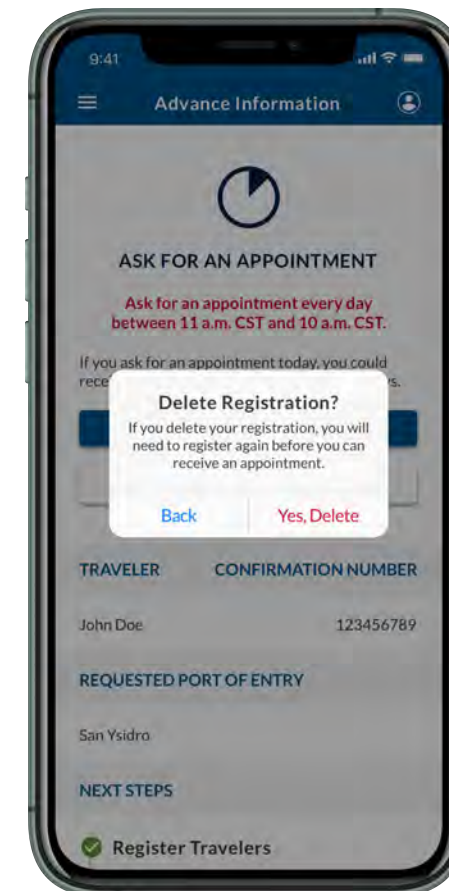 9:41
Advance Information
ASK FOR AN APPOINTMENT
Ask for an appointment every day
between 11 a.m. CST and 10 a.m. CST.
If you ask for an appointment today, you could
Delete Registration?
If you delete your registration, you will
need to register again before you can
receive an appointment.
Back Yes, Delete
TRAVELER CONFIRMATION NUMBER
John Doe 123456789
REQUESTED PORT OF ENTRY
San Ysidro
NEXT STEPS
Register Travelers